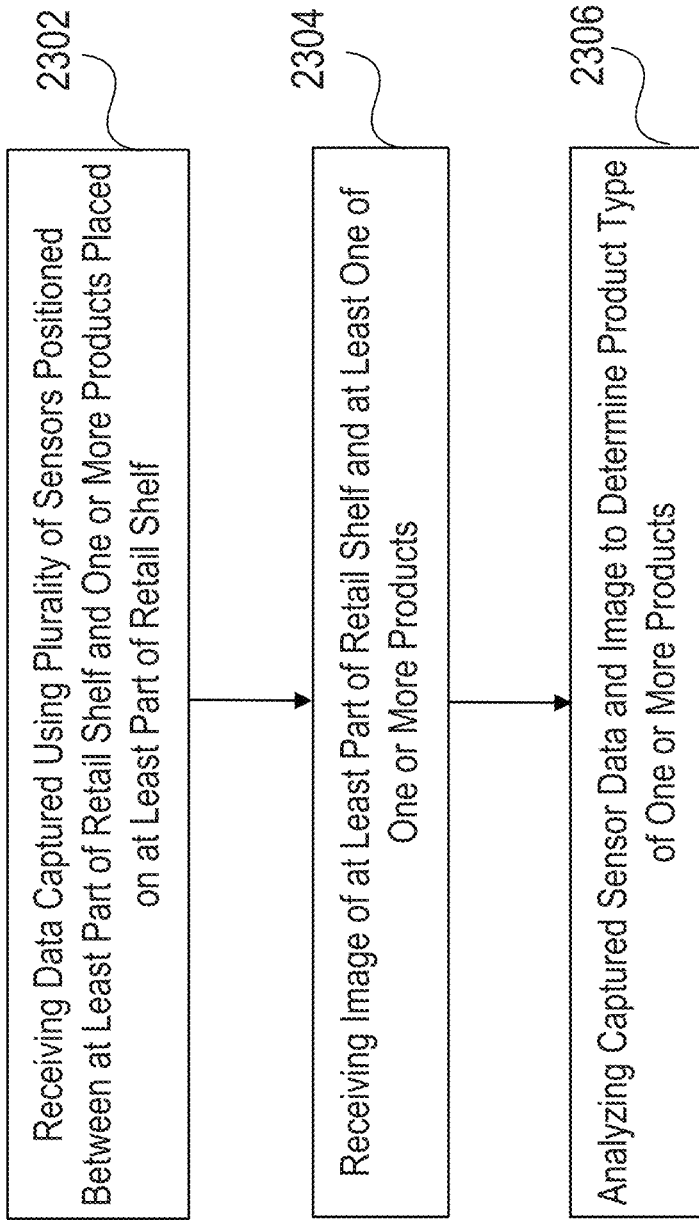 Receiving Data Captured Using Plurality of Sensors Positioned
Between at Least Part of Retail Shelf and One or More Products Placed
on at Least Part of Retail Shelf
2302
Receiving Image of at Least Part of Retail Shelf and at Least One of
One or More Products
2304
Analyzing Captured Sensor Data and Image to Determine Product Type
of One or More Products
2306